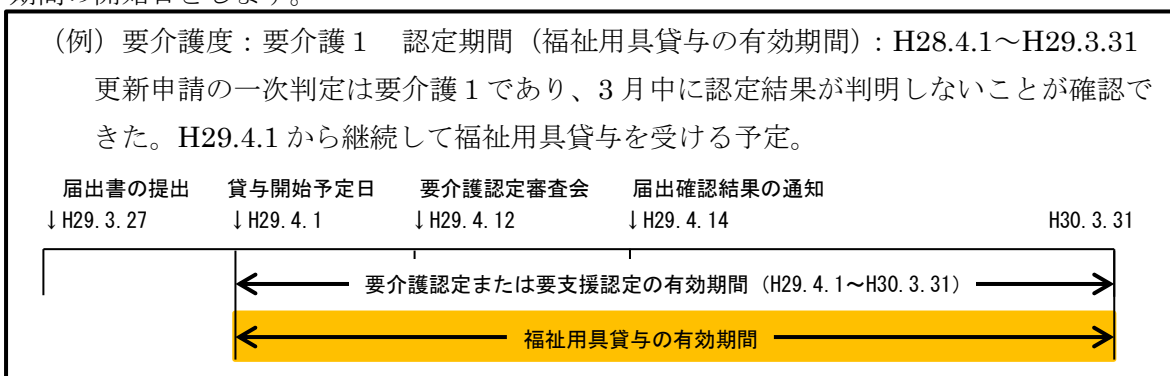 期間の開始日とします。
（例）要介護度：要介護１　認定期間（福祉用具貸与の有効期間）：H28.4.1～H29.3.31
更新申請の一次判定は要介護１であり、３月中に認定結果が判明しないことが確認で
きた。H29.4.1 から継続して福祉用具貸与を受ける予定。
届出書の提出　貸与開始予定日　要介護認定審査会　届出確認結果の通知
↓H29.3.27　↓H29.4.1　↓H29.4.12　↓H29.4.14　H30.3.31
要介護認定または要支援認定の有効期間（H29.4.1～H30.3.31）
福祉用具貸与の有効期間